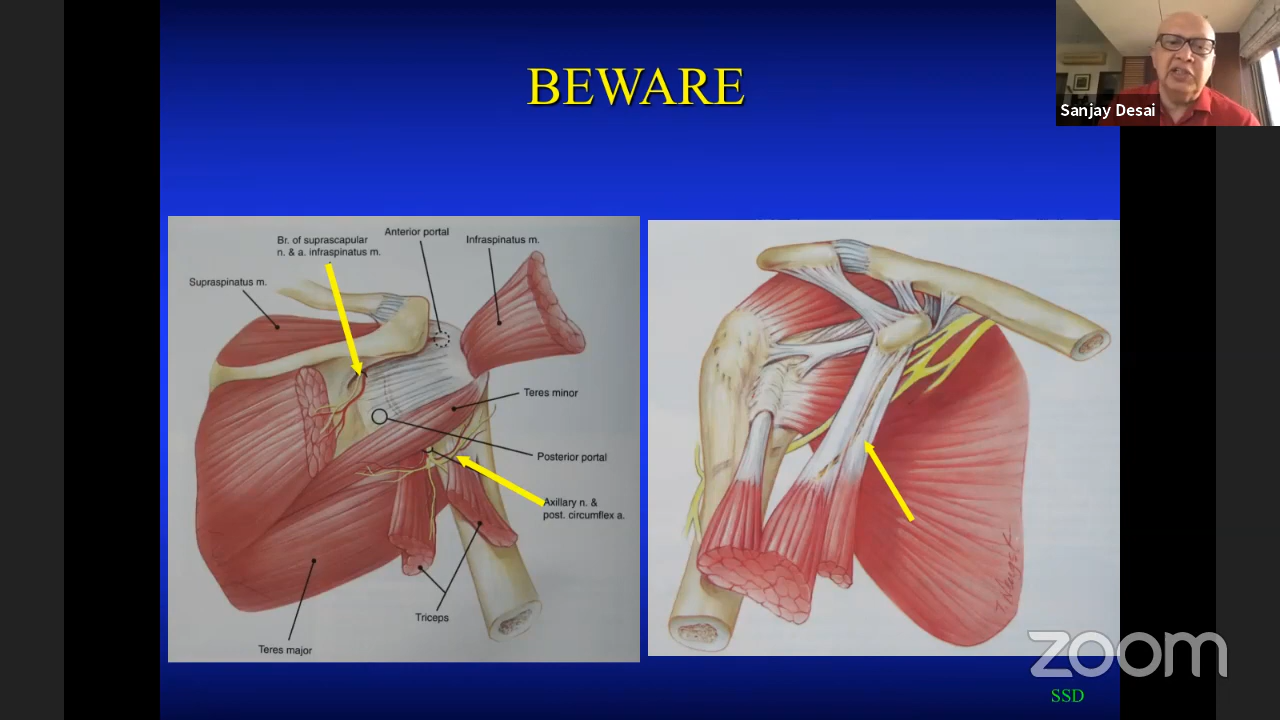 BEWARE
Sanjay Desai
Br. of suprascapular
n. & a. infraspinatus m.
Anterior portal
Infraspinatus m.
Supraspinatus m.
Teres minor
Posterior portal
Axillary n. &
post. circumflex a.
Triceps
Teres major
zoom
SSD